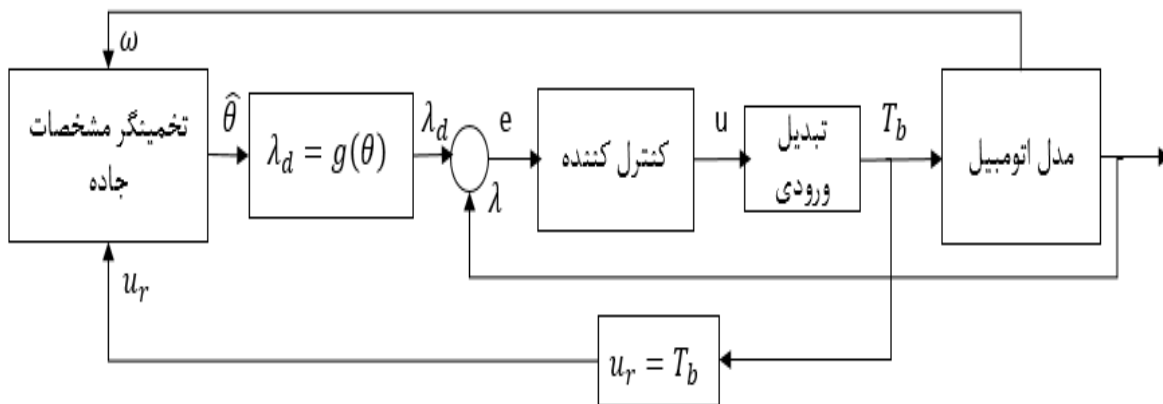 ω
تخمینگر مشخصات
جاده
θ̂
λ_d = g(θ)
λ_d
λ
e
کنترل کننده
u
تبدیل
ورودی
T_b
مدل اتومبیل
u_r
u_r = T_b